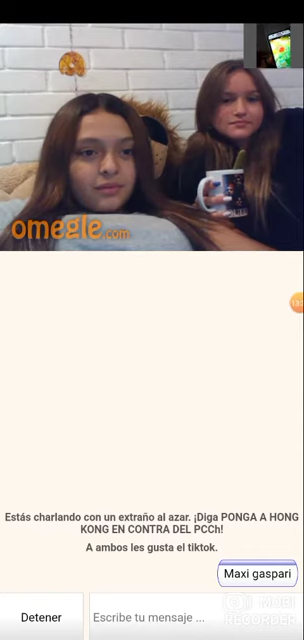 omegle.com
Estás charlando con un extraño al azar. ¡Diga PONGA A HONG
KONG EN CONTRA DEL PCCh!
A ambos les gusta el tiktok.
Maxi gaspari
Detener
Escribe tu mensaje ...
MOBI
RECORDER